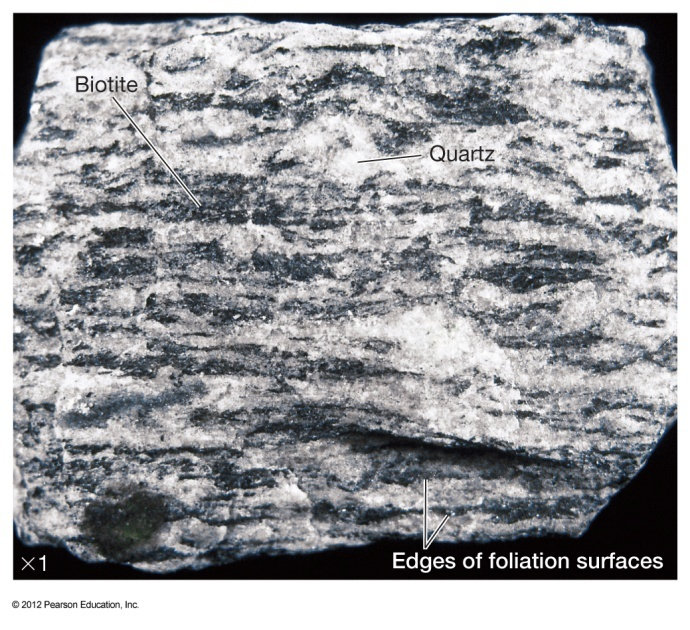 Biotite
Quartz
Edges of foliation surfaces
×1
© 2012 Pearson Education, Inc.